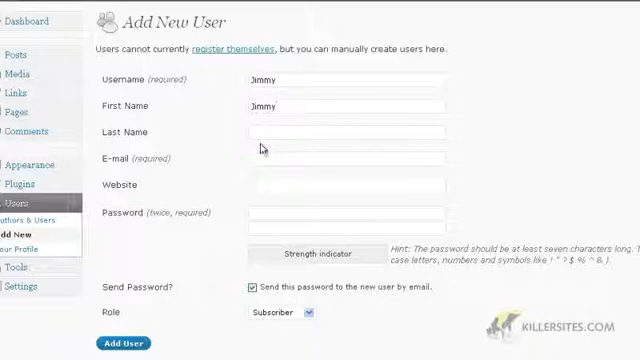 Dashboard
Add New User
Users cannot currently register themselves, but you can manually create users here.
Posts
Media
Links
Pages
Comments
Appearance
Plugins
Users
Authors & Users
Add New
Your Profile
Tools
Settings
Username (required)
Jimmy
First Name
Jimmy
Last Name
E-mail (required)
Website
Password (twice, required)
Strength indicator
Hint: The password should be at least seven characters long. T
case letters, numbers and symbols like ! " ? $ % ^ & ).
Send Password?
Send this password to the new user by email.
Role
Subscriber
Add User
KILLERSITES.COM